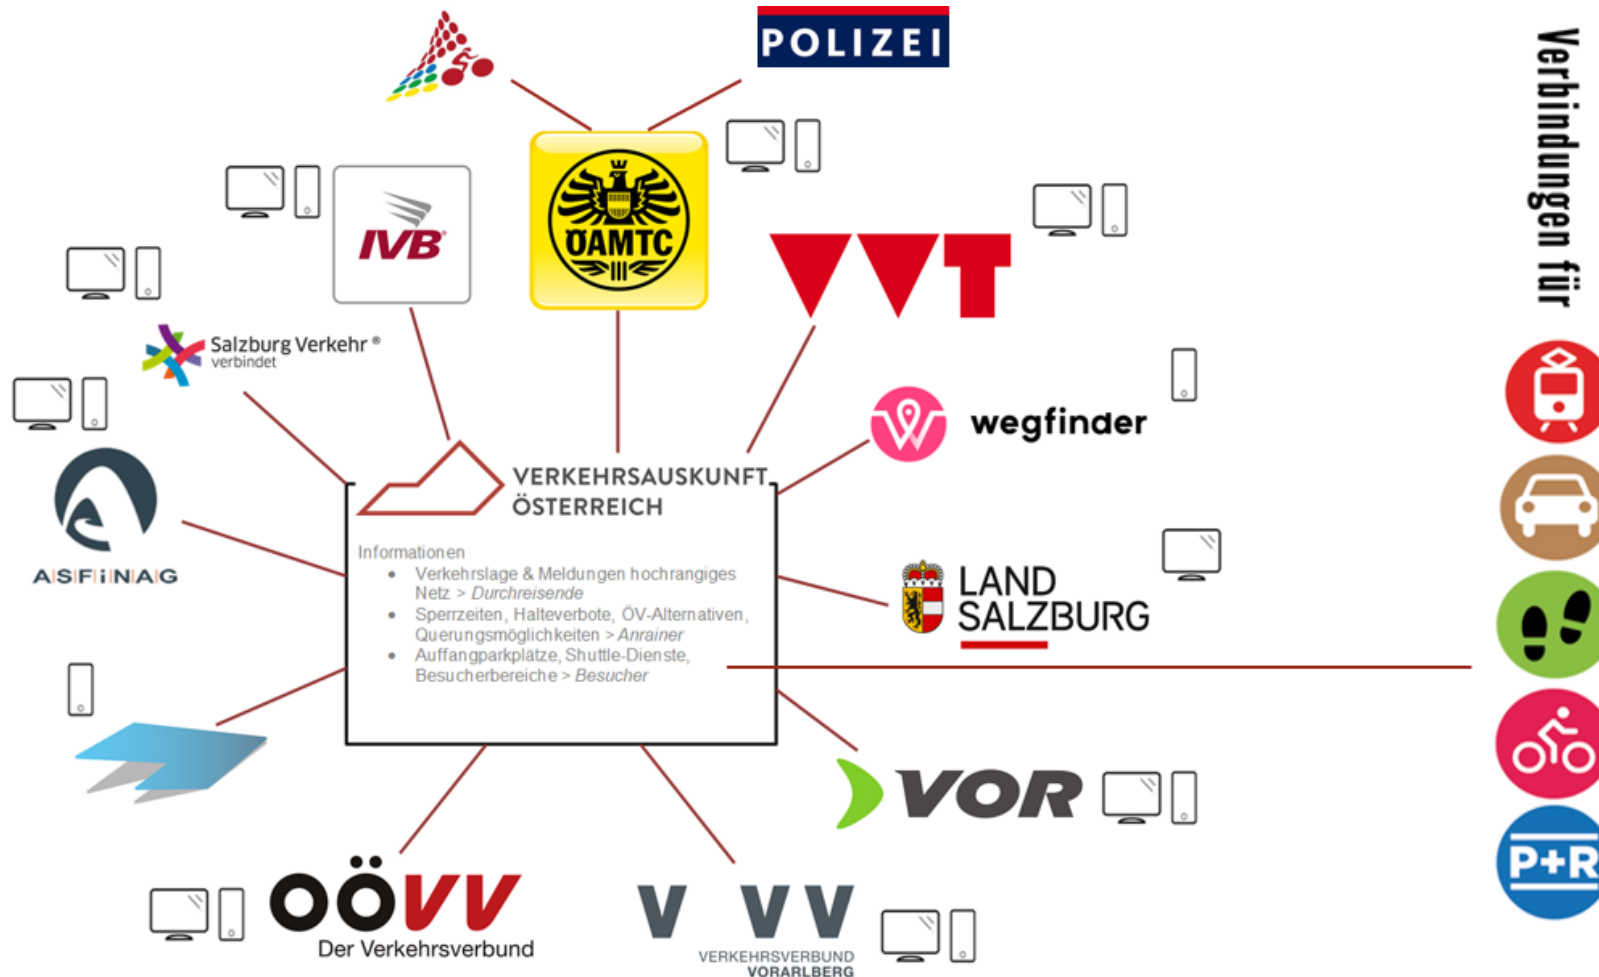 POLIZEI
Verbindungen für
IVB
ÖAMTC
VVT
Salzburg Verkehr ®
verbindet
wegfinder
VERKEHRSAUSKUNFT
ÖSTERREICH
ASFiNAG
Informationen
• Verkehrslage & Meldungen hochrangiges
Netz > Durchreisende
• Sperrzeiten, Halteverbote, ÖV-Alternativen,
Querungsmöglichkeiten > Anrainer
• Auffangparkplätze, Shuttle-Dienste,
Besucherbereiche > Besucher
LAND
SALZBURG
VOR
P+R
OÖVV
Der Verkehrsverbund
V VV
VERKEHRSVERBUND
VORARLBERG